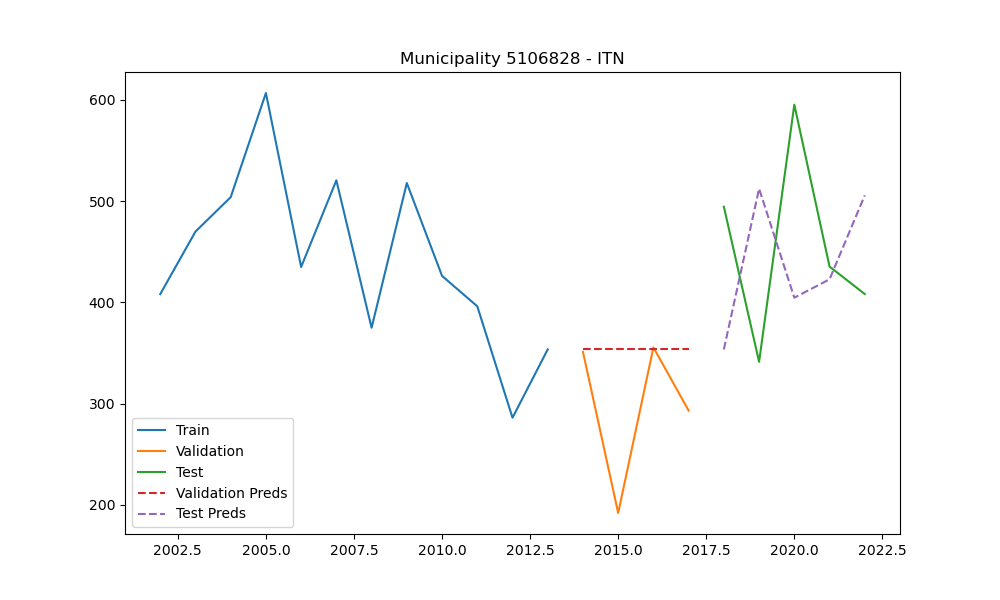 Municipality 5106828 - ITN
600
500
400
300
200
Train
Validation
Test
Validation Preds
Test Preds
2002.5 2005.0 2007.5 2010.0 2012.5 2015.0 2017.5 2020.0 2022.5